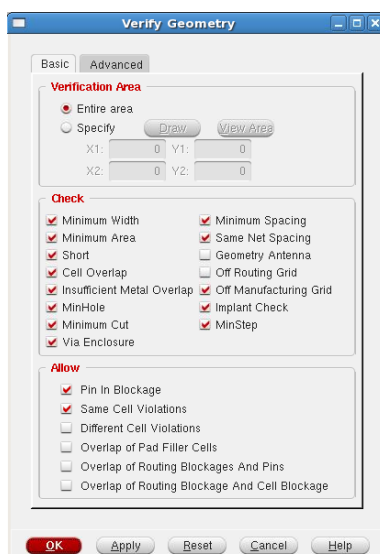 Verify Geometry
Basic Advanced
Verification Area
Entire area
Specify Draw View Area
X1: 0 Y1: 0
X2: 0 Y2: 0
Check
Minimum Width Minimum Spacing
Minimum Area Same Net Spacing
Short Geometry Antenna
Cell Overlap Off Routing Grid
Insufficient Metal Overlap Off Manufacturing Grid
MinHole Implant Check
Minimum Cut MinStep
Via Enclosure
Allow
Pin In Blockage
Same Cell Violations
Different Cell Violations
Overlap of Pad Filler Cells
Overlap of Routing Blockages And Pins
Overlap of Routing Blockage And Cell Blockage
OK Apply Reset Cancel Help